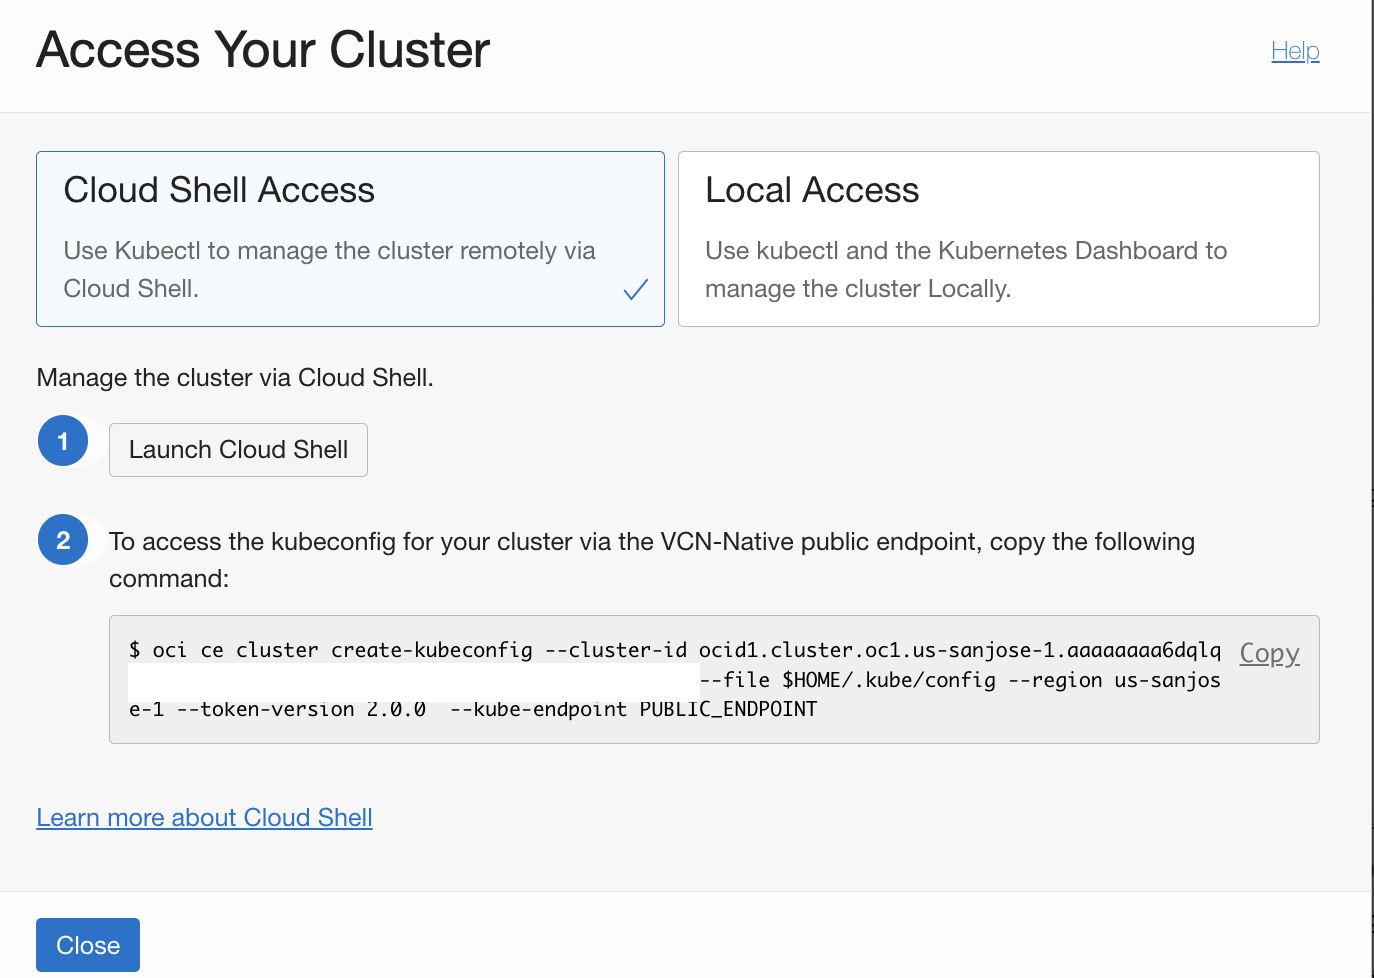 Access Your Cluster
Help
Cloud Shell Access
Use Kubectl to manage the cluster remotely via
Cloud Shell.
Local Access
Use kubectl and the Kubernetes Dashboard to
manage the cluster Locally.
Manage the cluster via Cloud Shell.
1
Launch Cloud Shell
2
To access the kubeconfig for your cluster via the VCN-Native public endpoint, copy the following
command:
$ oci ce cluster create-kubeconfig --cluster-id ocid1.cluster.oc1.us-sanjose-1.aaaaaaaa6dqlq
Copy
--file $HOME/.kube/config --region us-sanjos
e-1 --token-version 2.0.0  --kube-endpoint PUBLIC_ENDPOINT
Learn more about Cloud Shell
Close